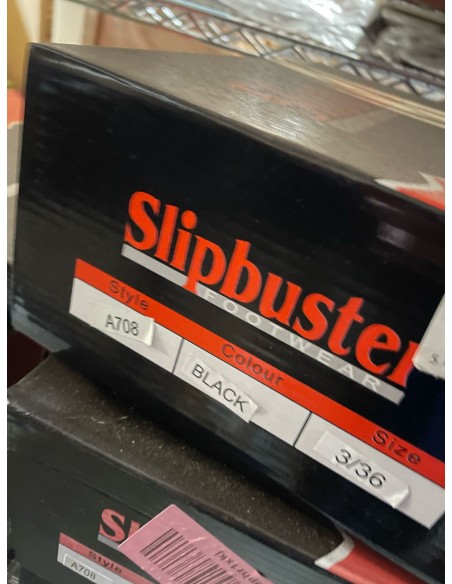 Slipbuster
FOOTWEAR
Style
Colour
Size
A708
BLACK
3/36
Style
A708